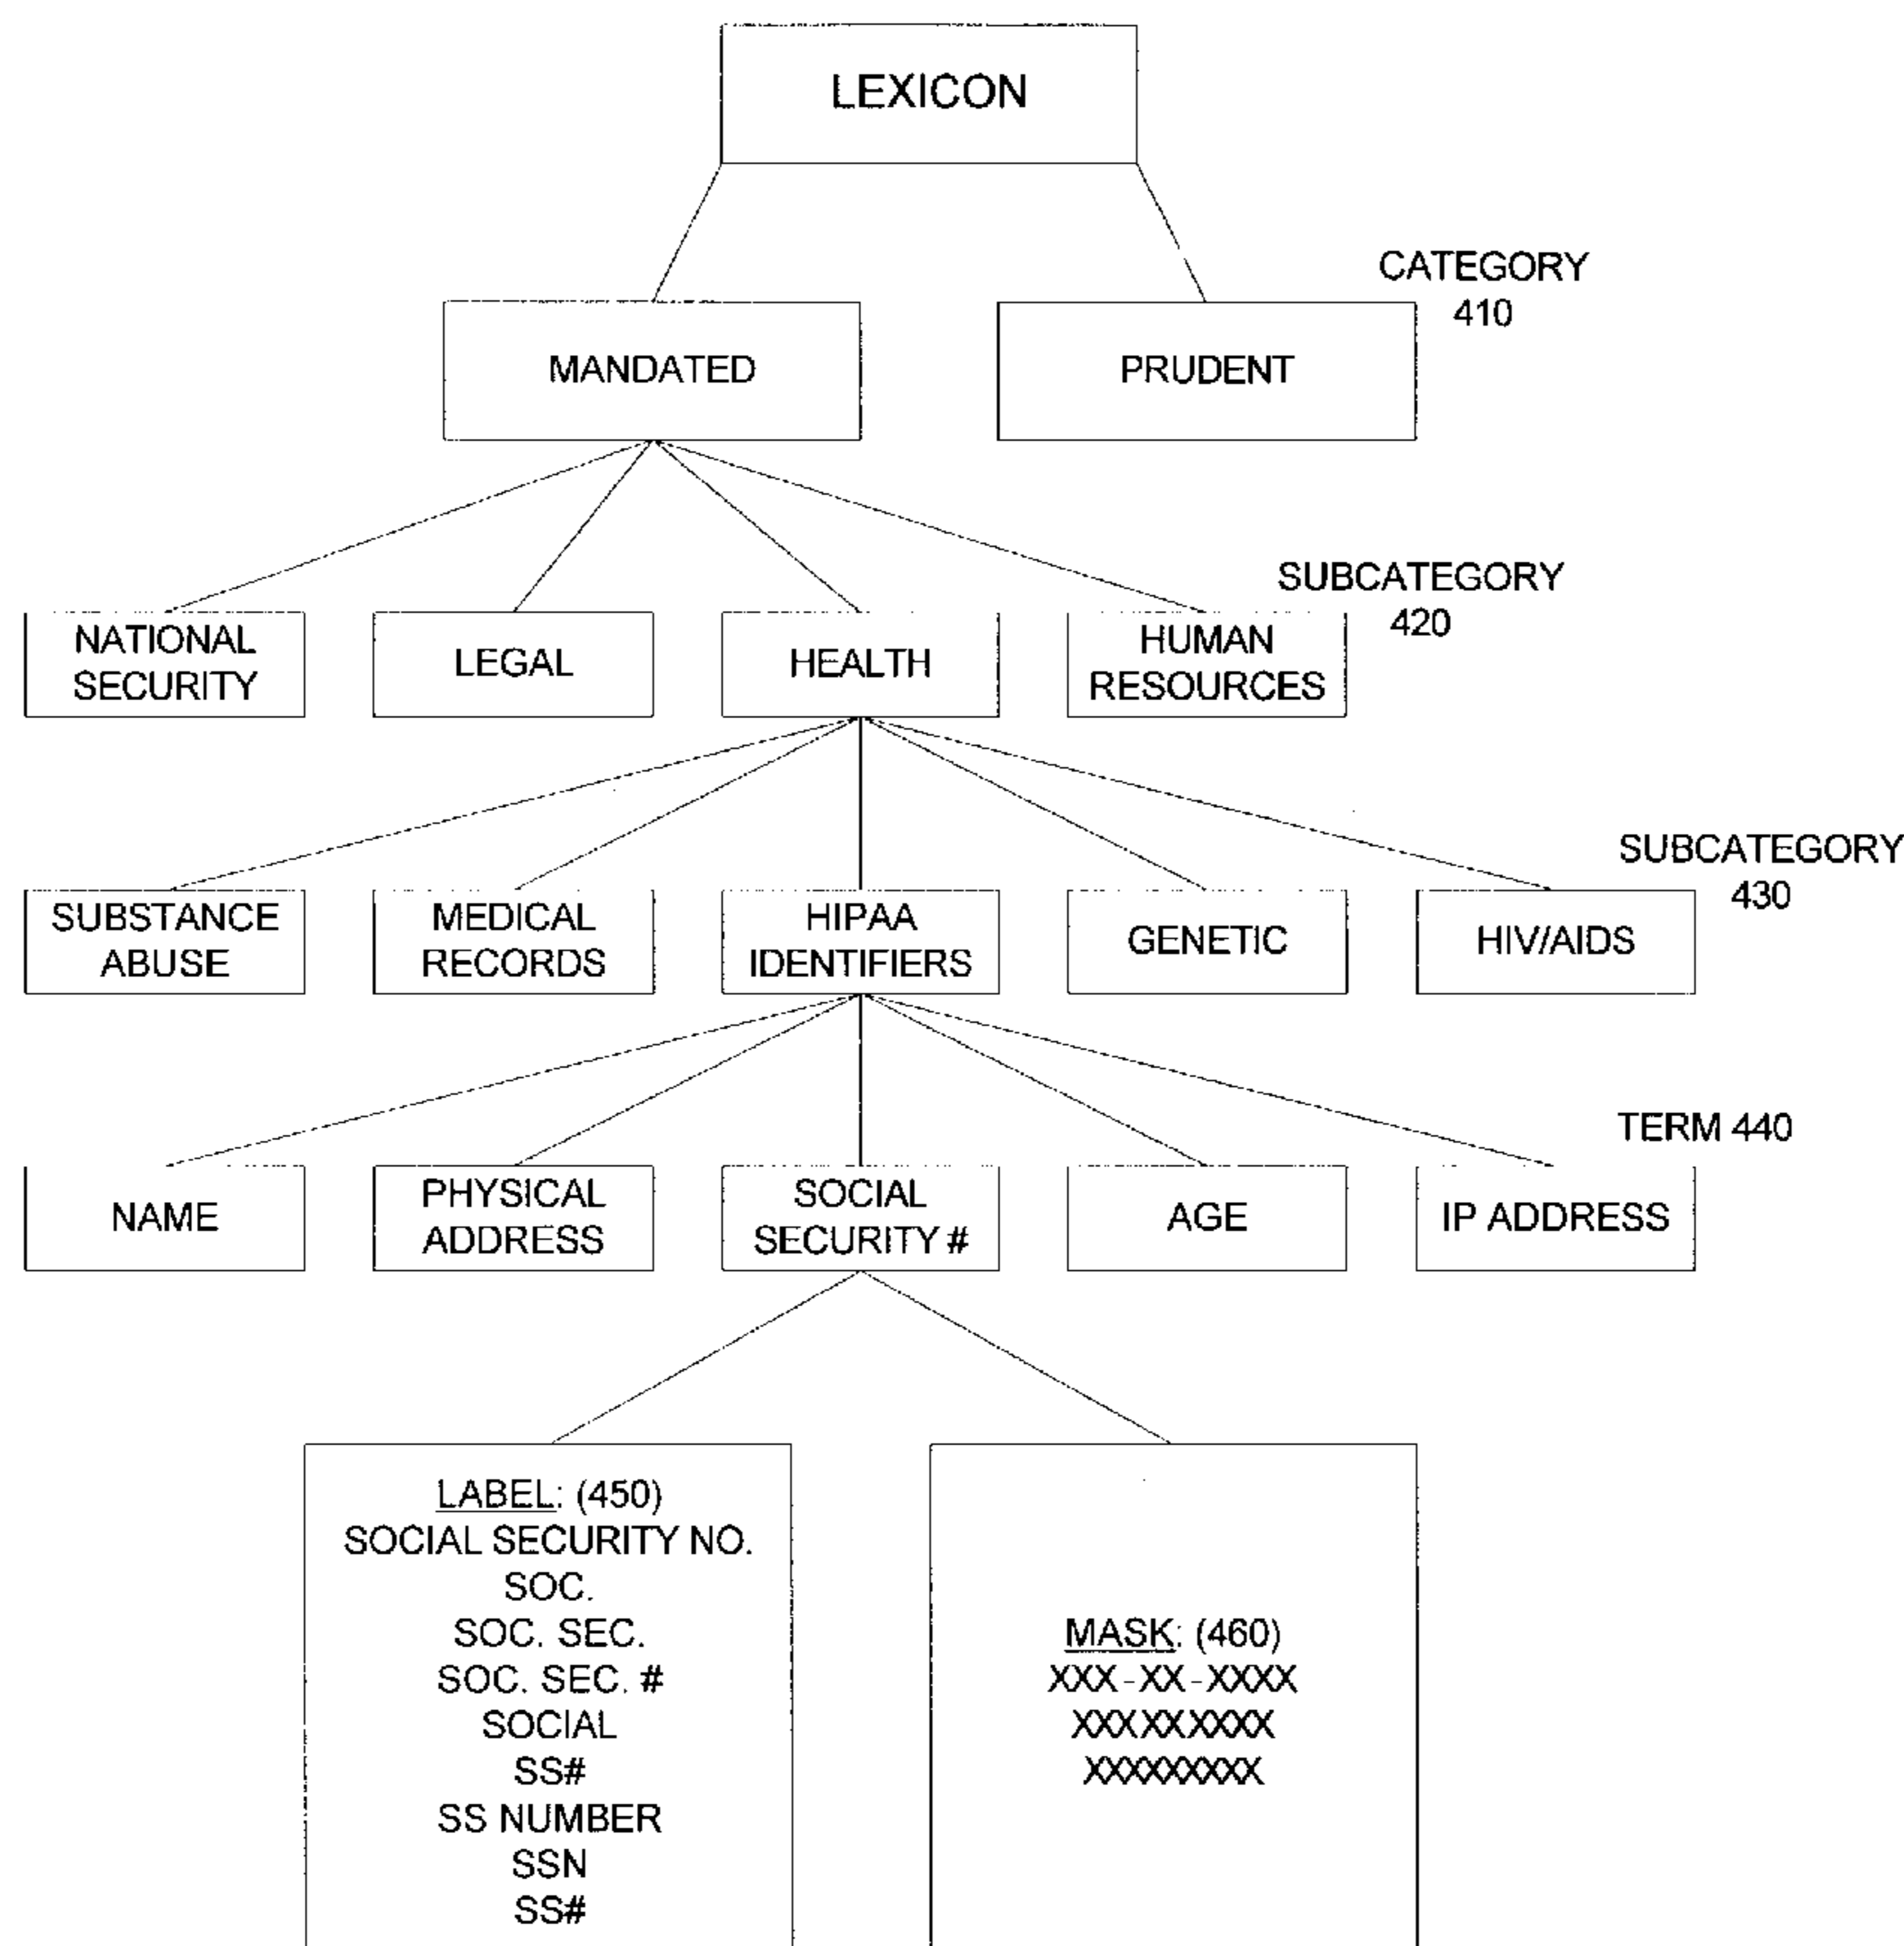 LEXICON
CATEGORY
410
MANDATED
PRUDENT
SUBCATEGORY
420
NATIONAL
SECURITY
LEGAL
HEALTH
HUMAN
RESOURCES
SUBCATEGORY
430
SUBSTANCE
ABUSE
MEDICAL
RECORDS
HIPAA
IDENTIFIERS
GENETIC
HIV/AIDS
TERM 440
NAME
PHYSICAL
ADDRESS
SOCIAL
SECURITY #
AGE
IP ADDRESS
LABEL: (450)
SOCIAL SECURITY NO.
SOC.
SOC. SEC.
SOC. SEC. #
SOCIAL
SS#
SS NUMBER
SSN
SS#
MASK: (460)
XXX-XX-XXXX
XXX XX XXXX
XXXXXXXXX